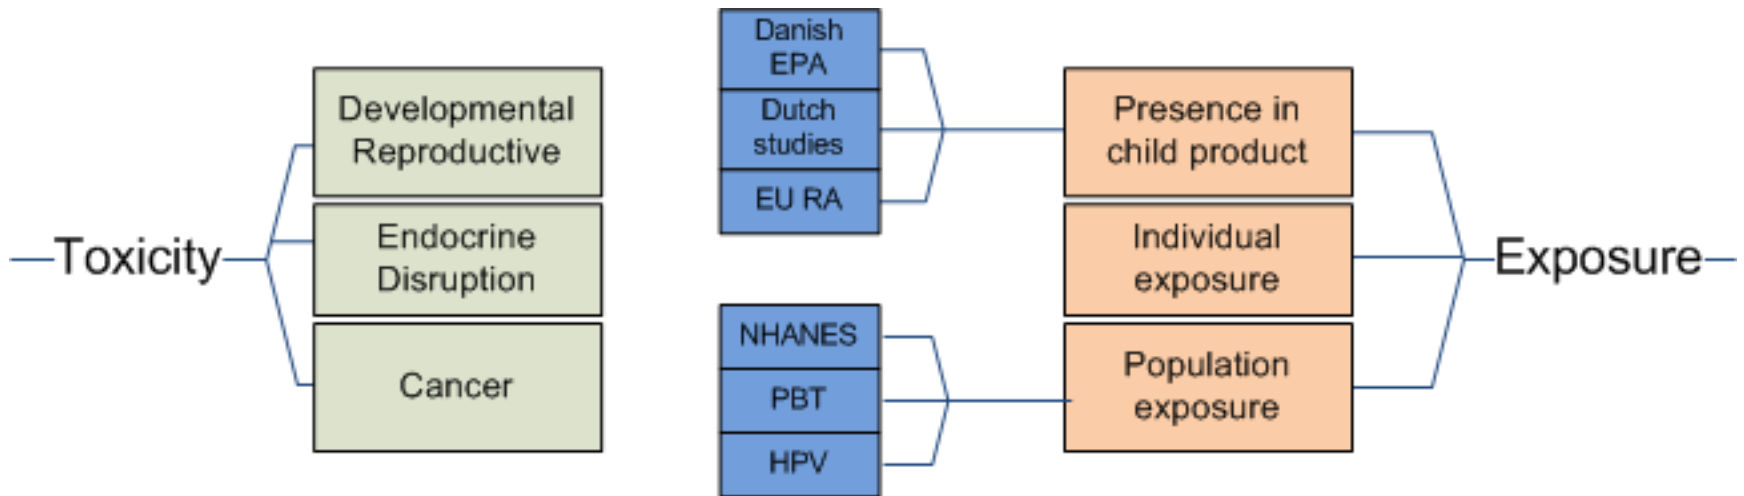 Toxicity
Developmental
Reproductive
Endocrine
Disruption
Cancer
Danish
EPA
Dutch
studies
EU RA
NHANES
PBT
HPV
Presence in
child product
Individual
exposure
Population
exposure
Exposure